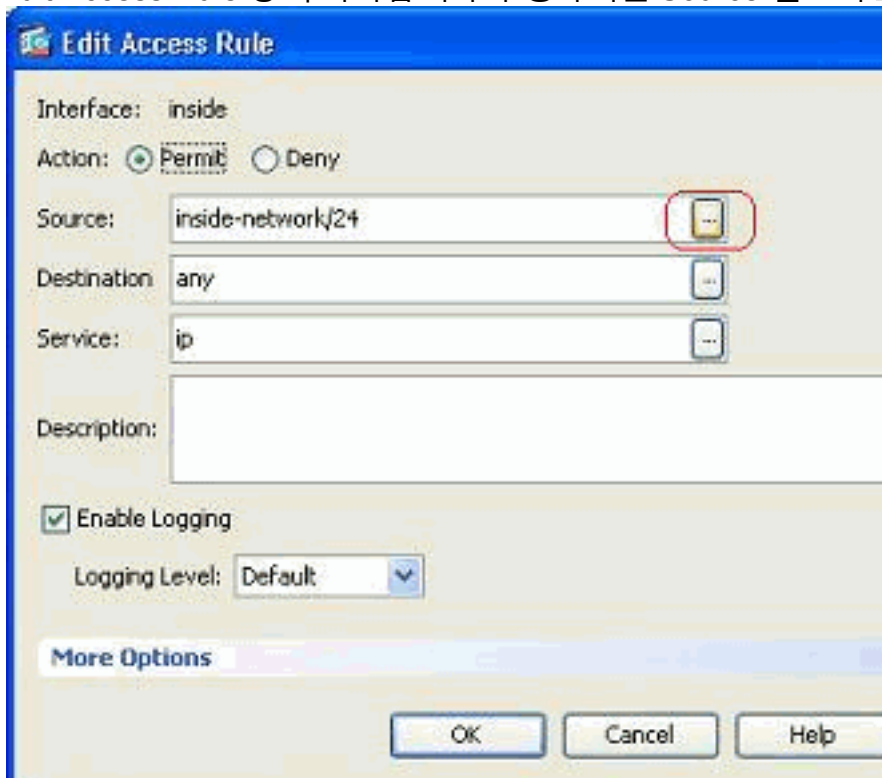 Edit Access Rule
Interface: inside
Action: Permit Deny
Source: inside-network/24 ...
Destination any ...
Service: ip ...
Description:
Enable Logging
Logging Level: Default
More Options
OK Cancel Help